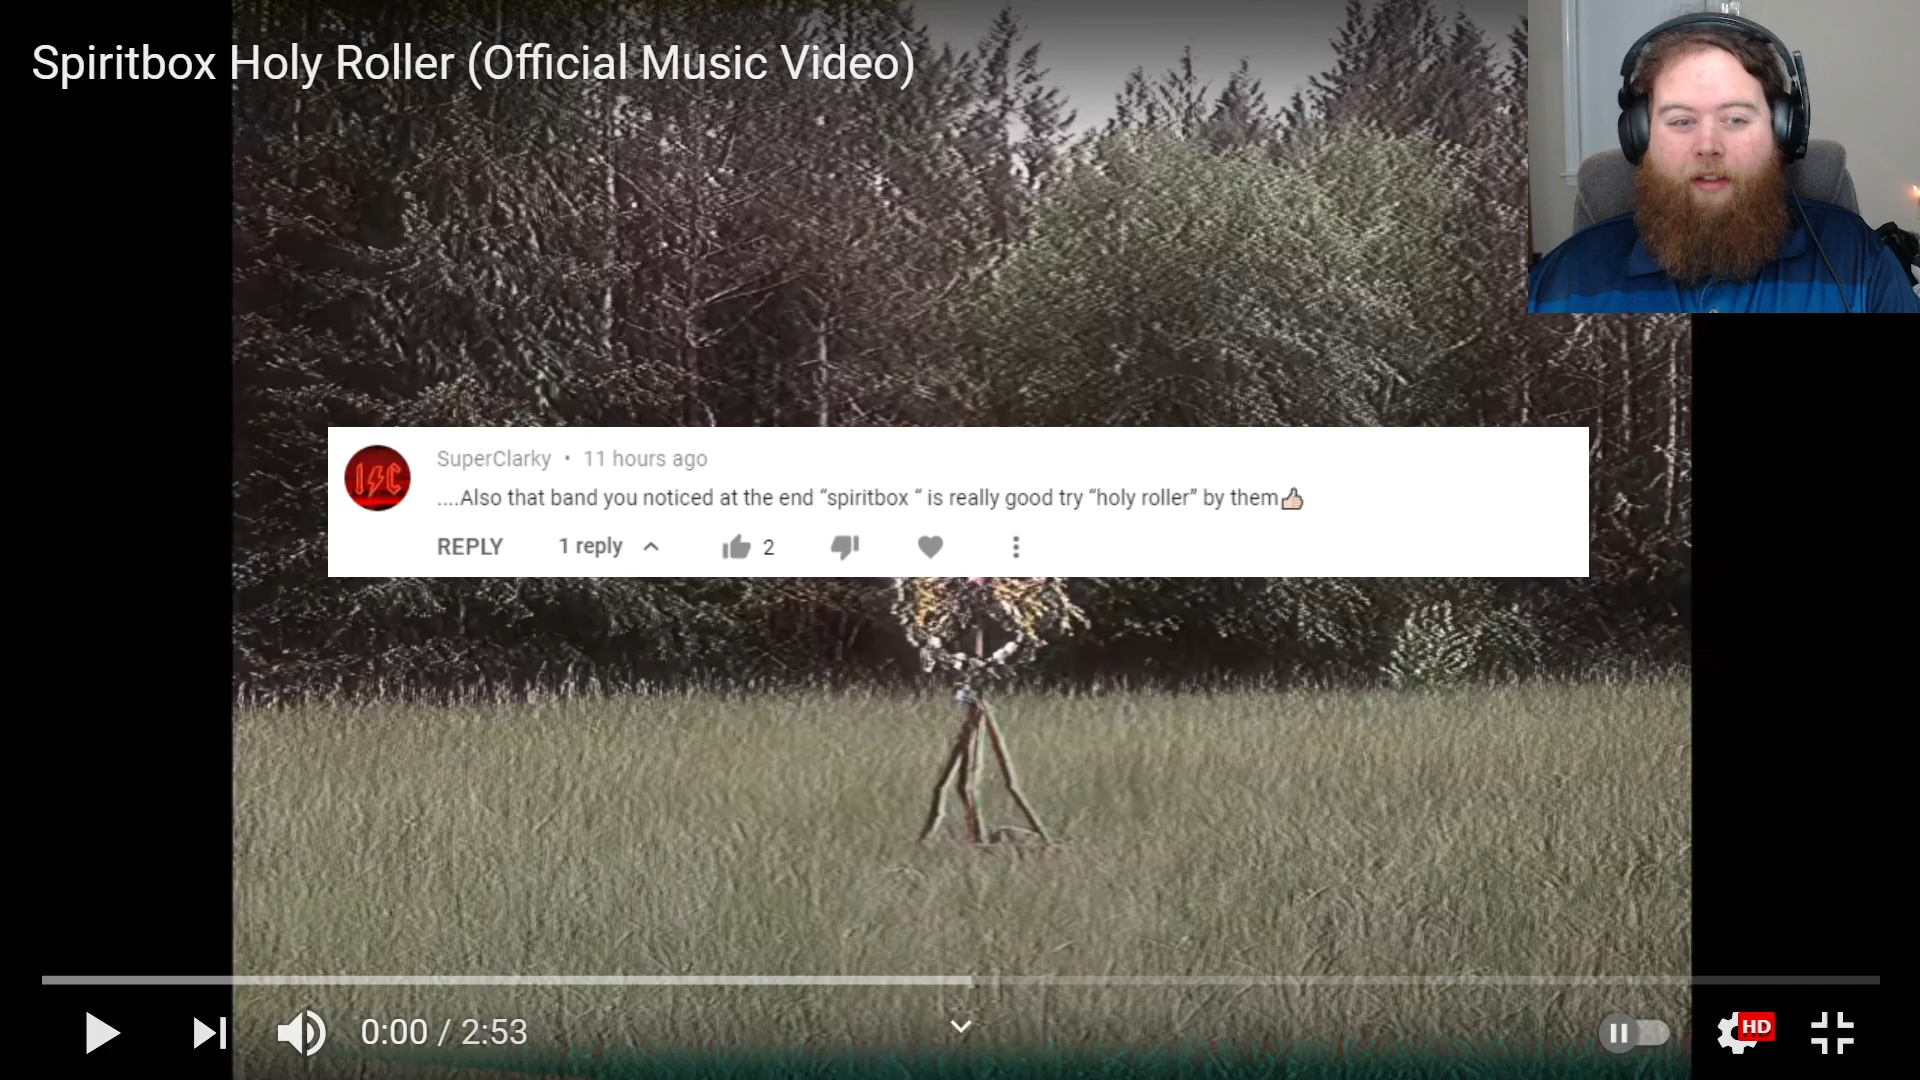 Spiritbox Holy Roller (Official Music Video)
SuperClarky • 11 hours ago
....Also that band you noticed at the end “spiritbox “ is really good try “holy roller” by them👍🏻
REPLY 1 reply 2
0:00 / 2:53
HD